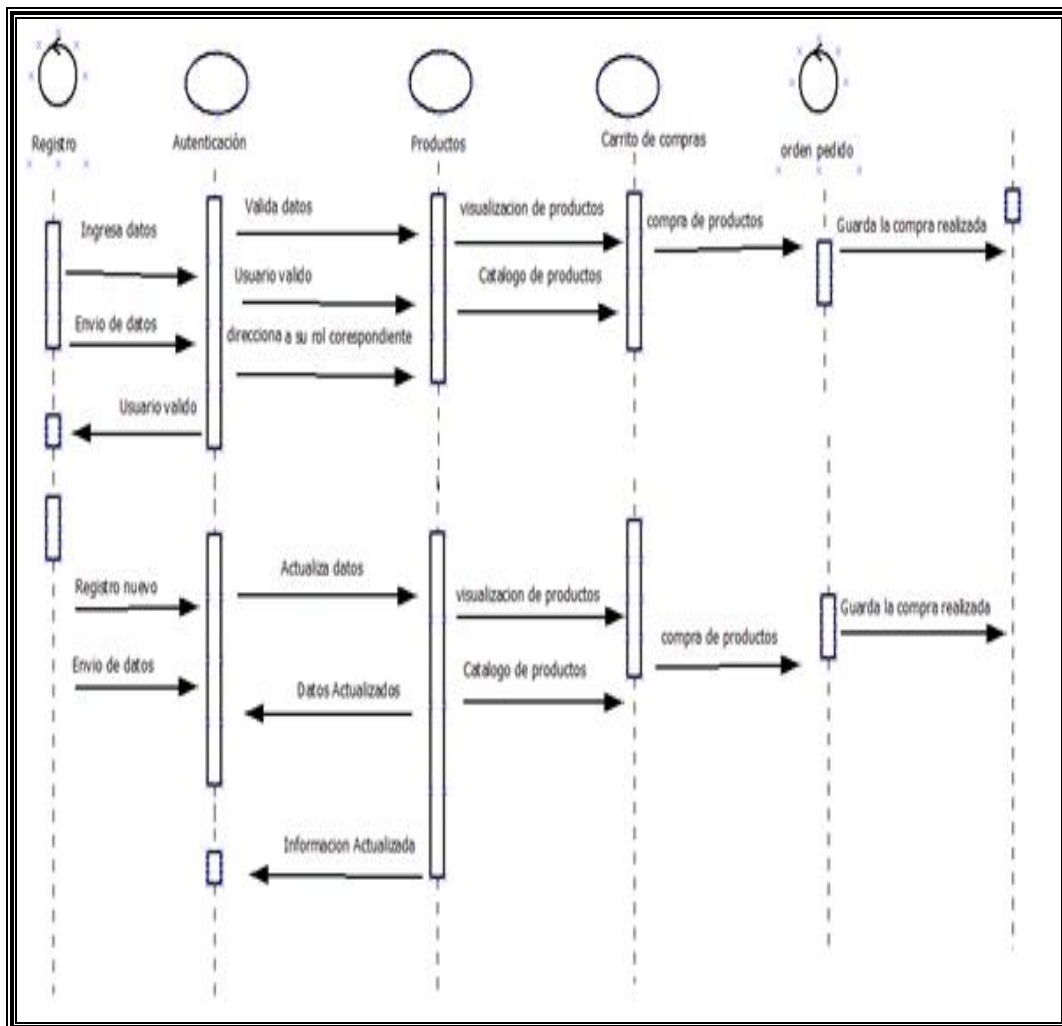 Registro
Autenticación
Productos
Carrito de compras
orden pedido
Ingresa datos
Valida datos
visualizacion de productos
compra de productos
Guarda la compra realizada
Usuario valido
Catalogo de productos
Envio de datos
direcciona a su rol corespondiente
Usuario valido
Registro nuevo
Actualiza datos
visualizacion de productos
Guarda la compra realizada
compra de productos
Envio de datos
Catalogo de productos
Datos Actualizados
Informacion Actualizada